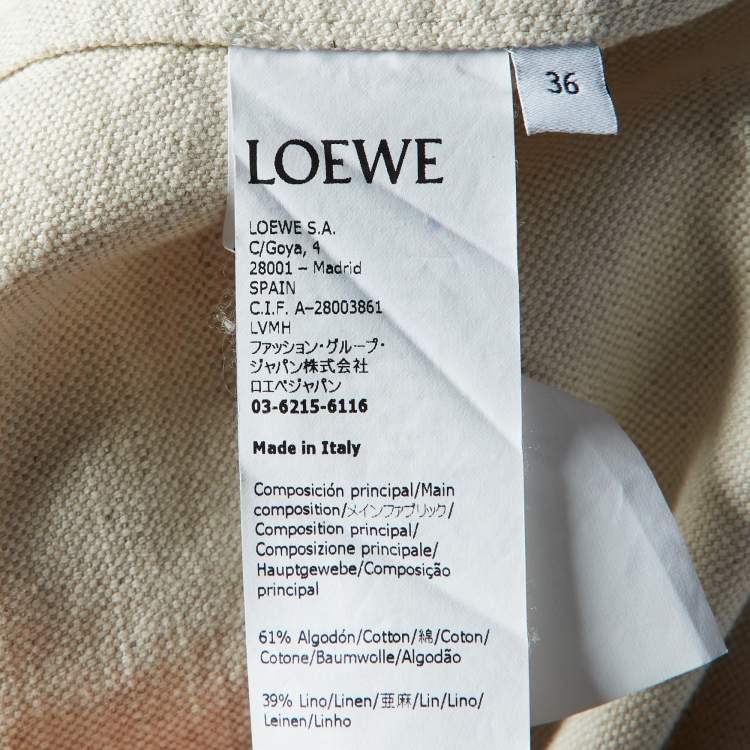 36
LOEWE
LOEWE S.A.
C/Goya, 4
28001 – Madrid
SPAIN
C.I.F. A-28003861
LVMH
ファッション・グループ・
ジャパン株式会社
ロエベジャパン
03-6215-6116
Made in Italy
Composición principal/Main
composition/メインファブリック/
Composition principal/
Composizione principale/
Hauptgewebe/Composição
principal
61% Algodón/Cotton/綿/Coton/
Cotone/Baumwolle/Algodão
39% Lino/Linen/亜麻/Lin/Lino/
Leinen/Linho